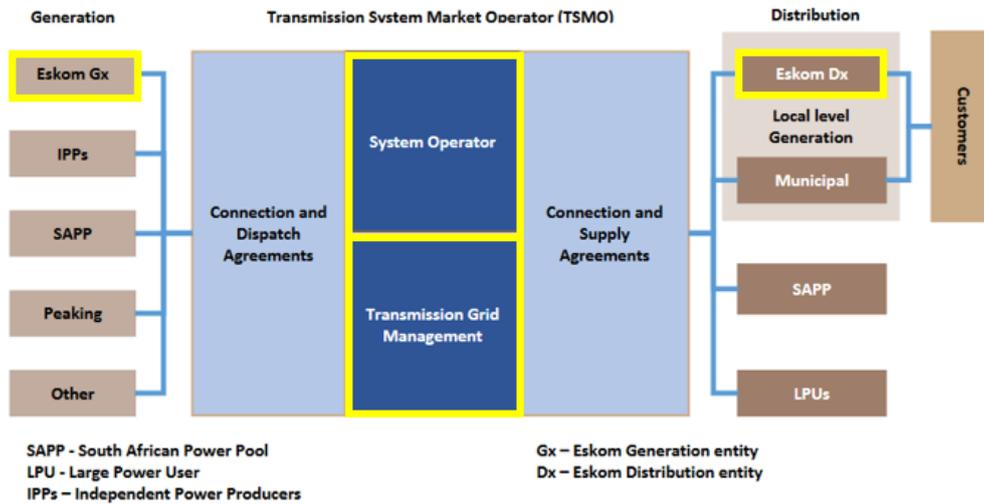 Generation
Transmission System Market Operator (TSMO)
Distribution
Eskom Gx
IPPs
SAPP
Peaking
Other
Connection and
Dispatch
Agreements
System Operator
Transmission Grid
Management
Connection and
Supply
Agreements
Eskom Dx
Local level
Generation
Municipal
SAPP
LPUs
Customers
SAPP - South African Power Pool
LPU - Large Power User
IPPs – Independent Power Producers
Gx – Eskom Generation entity
Dx – Eskom Distribution entity